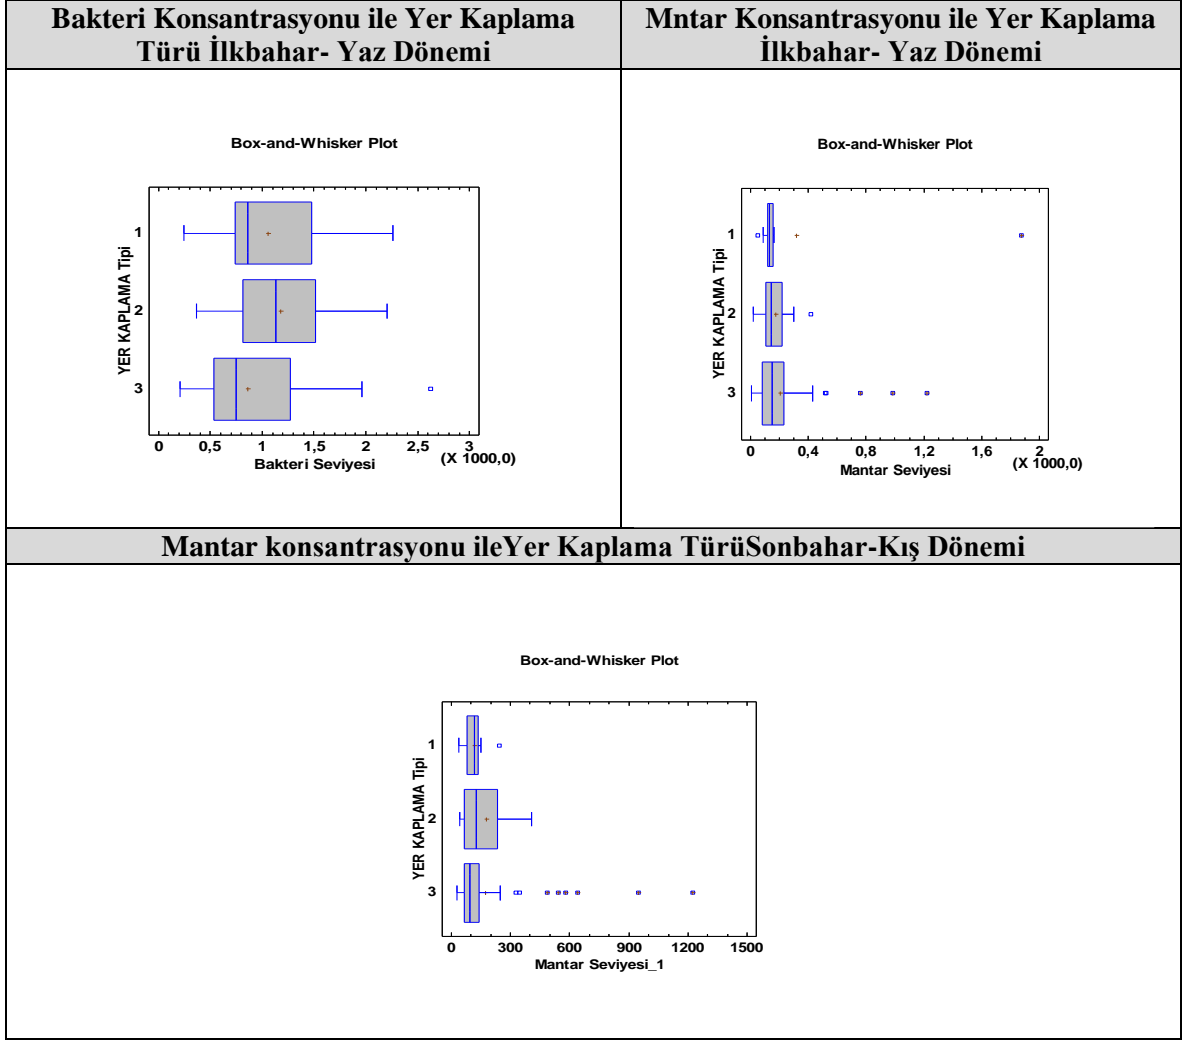 Bakteri Konsantrasyonu ile Yer Kaplama
Türü İlkbahar- Yaz Dönemi
Mntar Konsantrasyonu ile Yer Kaplama
İlkbahar- Yaz Dönemi
Box-and-Whisker Plot
YER KAPLAMA Tipi
1
2
3
0 0,5 1 1,5 2 2,5 3
(X 1000,0)
Bakteri Seviyesi
Box-and-Whisker Plot
YER KAPLAMA Tipi
1
2
3
0 0,4 0,8 1,2 1,6 2
(X 1000,0)
Mantar Seviyesi
Mantar konsantrasyonu ileYer Kaplama TürüSonbahar-Kış Dönemi
Box-and-Whisker Plot
YER KAPLAMA Tipi
1
2
3
0 300 600 900 1200 1500
Mantar Seviyesi_1